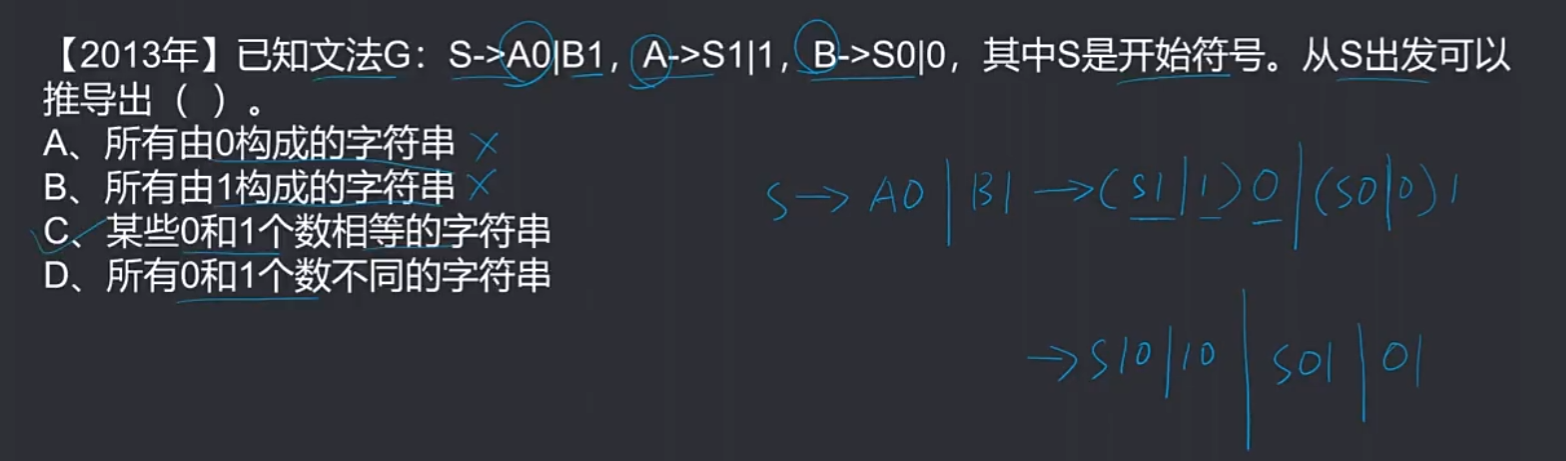 【2013年】已知文法G：S->A0|B1，A->S1|1，B->S0|0，其中S是开始符号。从S出发可以
推导出（ ）。
A、所有由0构成的字符串 ×
B、所有由1构成的字符串 ×
C、某些0和1个数相等的字符串
D、所有0和1个数不同的字符串
S→A0|B1→(S1|1)0|(S0|0)1
→S10|10|S01|01